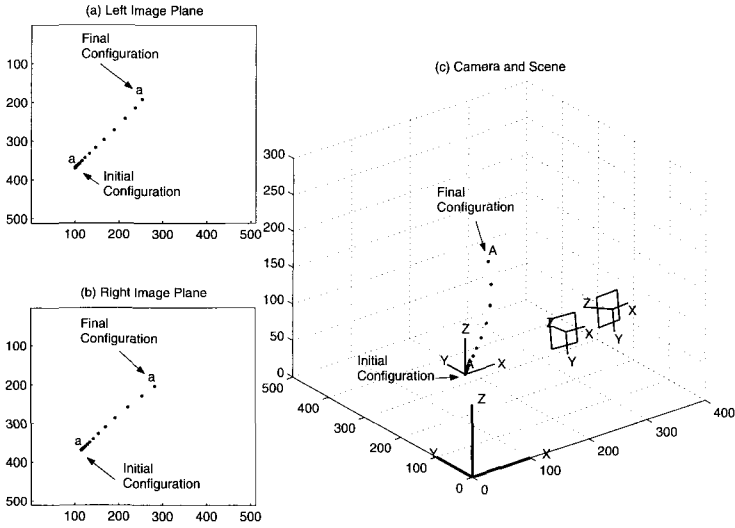 (a) Left Image Plane
Final
Configuration
a
a
Initial
Configuration
100
200
300
400
500
100 200 300 400 500
(b) Right Image Plane
Final
Configuration
a
a
Initial
Configuration
100
200
300
400
500
100 200 300 400 500
(c) Camera and Scene
300
250
200
150
100
50
0
Final
Configuration
A
Z
Y
A
X
Initial
Configuration
Z
X
Y
Z
X
Y
Z
Y
X
500
400
300
200
100
0
0
100
200
300
400